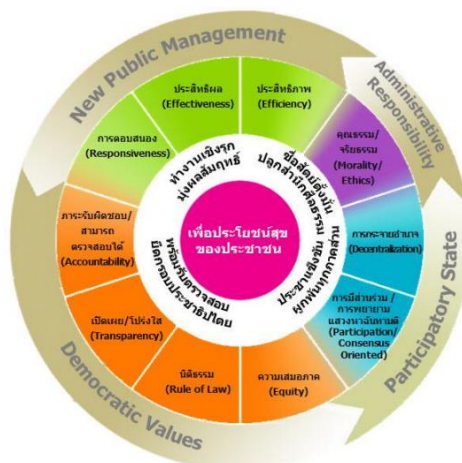 New Public Management
Administrative
Responsibility
Participatory State
Democratic Values
ประสิทธิผล
(Effectiveness)
ประสิทธิภาพ
(Efficiency)
คุณธรรม/
จริยธรรม
(Morality/
Ethics)
การกระจายอำนาจ
(Decentralization)
การมีส่วนร่วม /
การพยายาม
แสวงหาฉันทามติ
(Participation/
Consensus
Oriented)
ความเสมอภาค
(Equity)
นิติธรรม
(Rule of Law)
เปิดเผย/โปร่งใส
(Transparency)
ภาระรับผิดชอบ/
สามารถ
ตรวจสอบได้
(Accountability)
การตอบสนอง
(Responsiveness)
ทำงานเชิงรุก
มุ่งผลสัมฤทธิ์
ซื่อสัตย์ตั้งมั่น
ปลูกสำนึกศีลธรรม
ประชาเชิงชัน
ผูกพันทุกภาคส่วน
พร้อมรับตรวจสอบ
ยึดกรอบประชาธิปไตย
เพื่อประโยชน์สุข
ของประชาชน